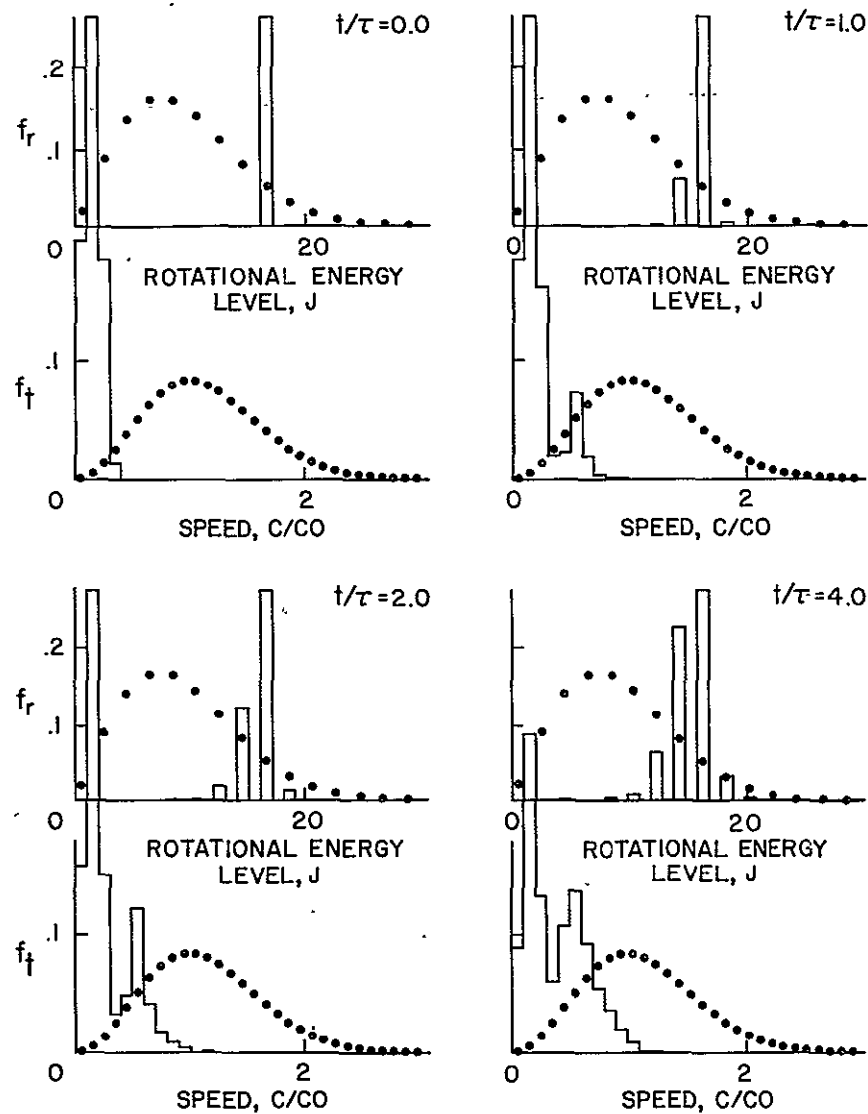 t/τ=0.0
.2
f_r
.1
0
20
ROTATIONAL ENERGY
LEVEL, J
.1
f_t
0
2
SPEED, C/CO
t/τ=1.0
0
20
ROTATIONAL ENERGY
LEVEL, J
0
2
SPEED, C/CO
t/τ=2.0
.2
f_r
.1
0
20
ROTATIONAL ENERGY
LEVEL, J
.1
f_t
0
2
SPEED, C/CO
t/τ=4.0
0
20
ROTATIONAL ENERGY
LEVEL, J
0
2
SPEED, C/CO